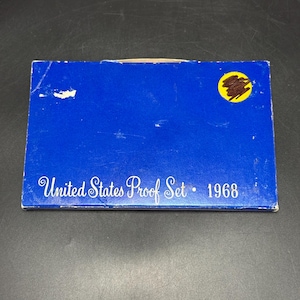 United States Proof Set • 1968